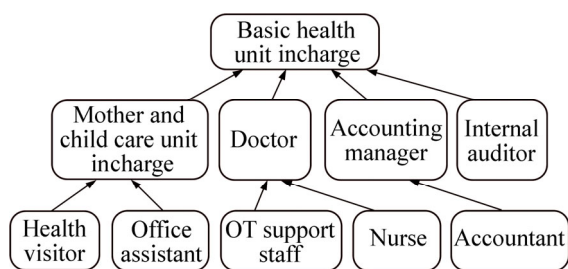 Basic health
unit incharge
Mother and
child care unit
incharge
Doctor
Accounting
manager
Internal
auditor
Health
visitor
Office
assistant
OT support
staff
Nurse
Accountant